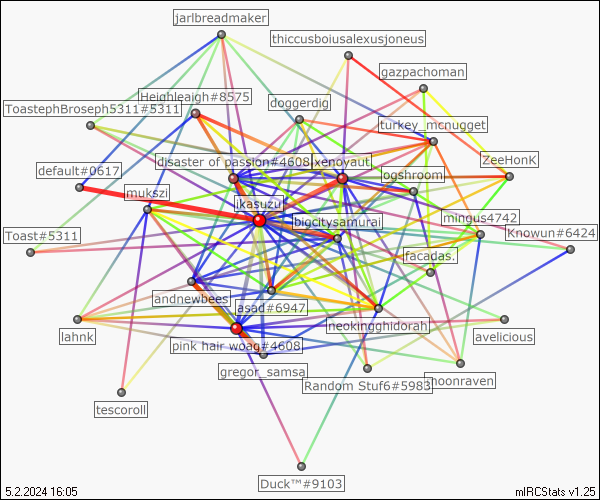 jarlbreadmaker
thiccusboiusalexusjoneus
gazpachoman
Heighleaigh#8575
ToastephBroseph5311#5311
doggerdig
turkey_mcnugget
disaster of passion#4608
xenoyaut
ZeeHonK
default#0617
ogshroom
mukszi
ikasuzu
bigcitysamurai
mingus4742
Knowun#6424
Toast#5311
facadas.
andnewbees
asad#6947
neokingghidorah
lahnk
avelicious
pink hair woag#4608
gregor_samsa
Random Stuf6#5983
noonraven
tescoroll
Duck™#9103
5.2.2024 16:05
mIRCStats v1.25